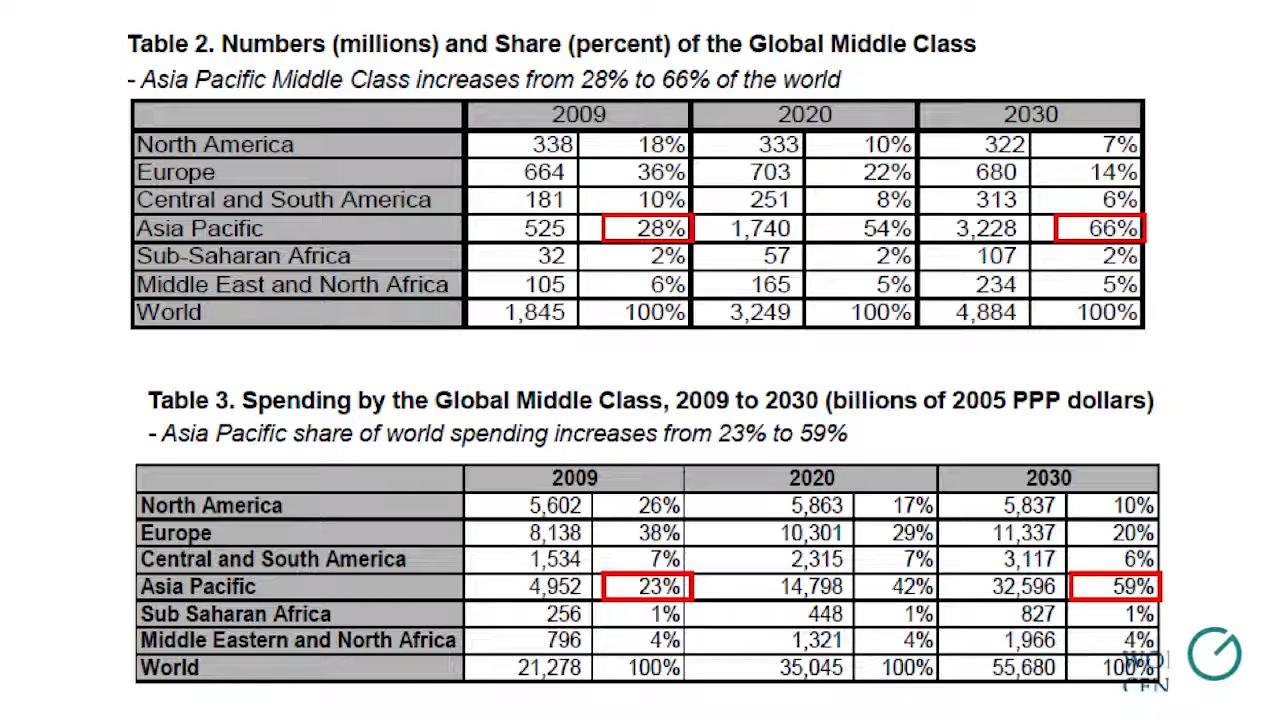 Table 2. Numbers (millions) and Share (percent) of the Global Middle Class
- Asia Pacific Middle Class increases from 28% to 66% of the world
2009 2020 2030
North America 338 18% 333 10% 322 7%
Europe 664 36% 703 22% 680 14%
Central and South America 181 10% 251 8% 313 6%
Asia Pacific 525 28% 1,740 54% 3,228 66%
Sub-Saharan Africa 32 2% 57 2% 107 2%
Middle East and North Africa 105 6% 165 5% 234 5%
World 1,845 100% 3,249 100% 4,884 100%
Table 3. Spending by the Global Middle Class, 2009 to 2030 (billions of 2005 PPP dollars)
- Asia Pacific share of world spending increases from 23% to 59%
2009 2020 2030
North America 5,602 26% 5,863 17% 5,837 10%
Europe 8,138 38% 10,301 29% 11,337 20%
Central and South America 1,534 7% 2,315 7% 3,117 6%
Asia Pacific 4,952 23% 14,798 42% 32,596 59%
Sub Saharan Africa 256 1% 448 1% 827 1%
Middle Eastern and North Africa 796 4% 1,321 4% 1,966 4%
World 21,278 100% 35,045 100% 55,680 100%